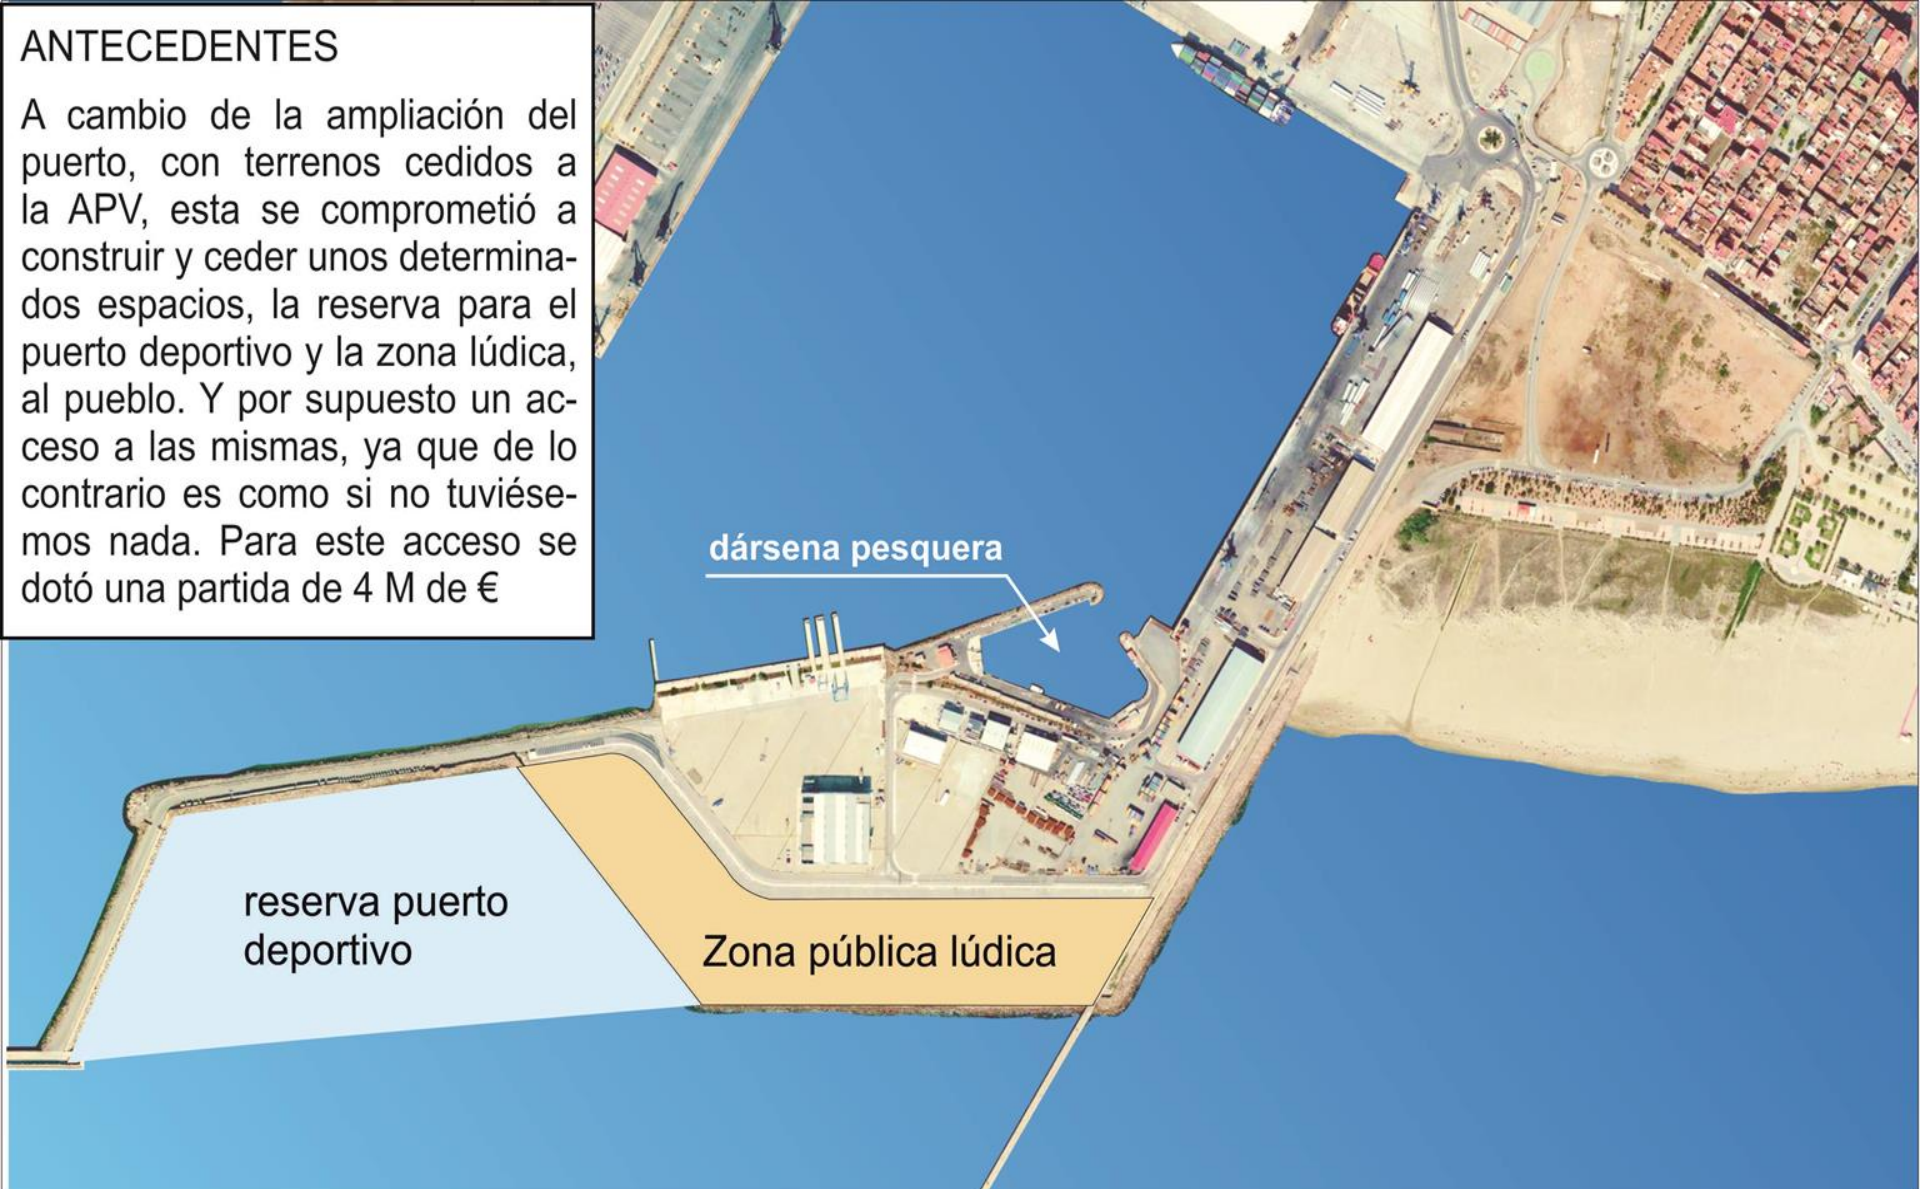 ANTECEDENTES
A cambio de la ampliación del
puerto, con terrenos cedidos a
la APV, esta se comprometió a
construir y ceder unos determina-
dos espacios, la reserva para el
puerto deportivo y la zona lúdica,
al pueblo. Y por supuesto un ac-
ceso a las mismas, ya que de lo
contrario es como si no tuviése-
mos nada. Para este acceso se
dotó una partida de 4 M de €
dársena pesquera
reserva puerto
deportivo
Zona pública lúdica